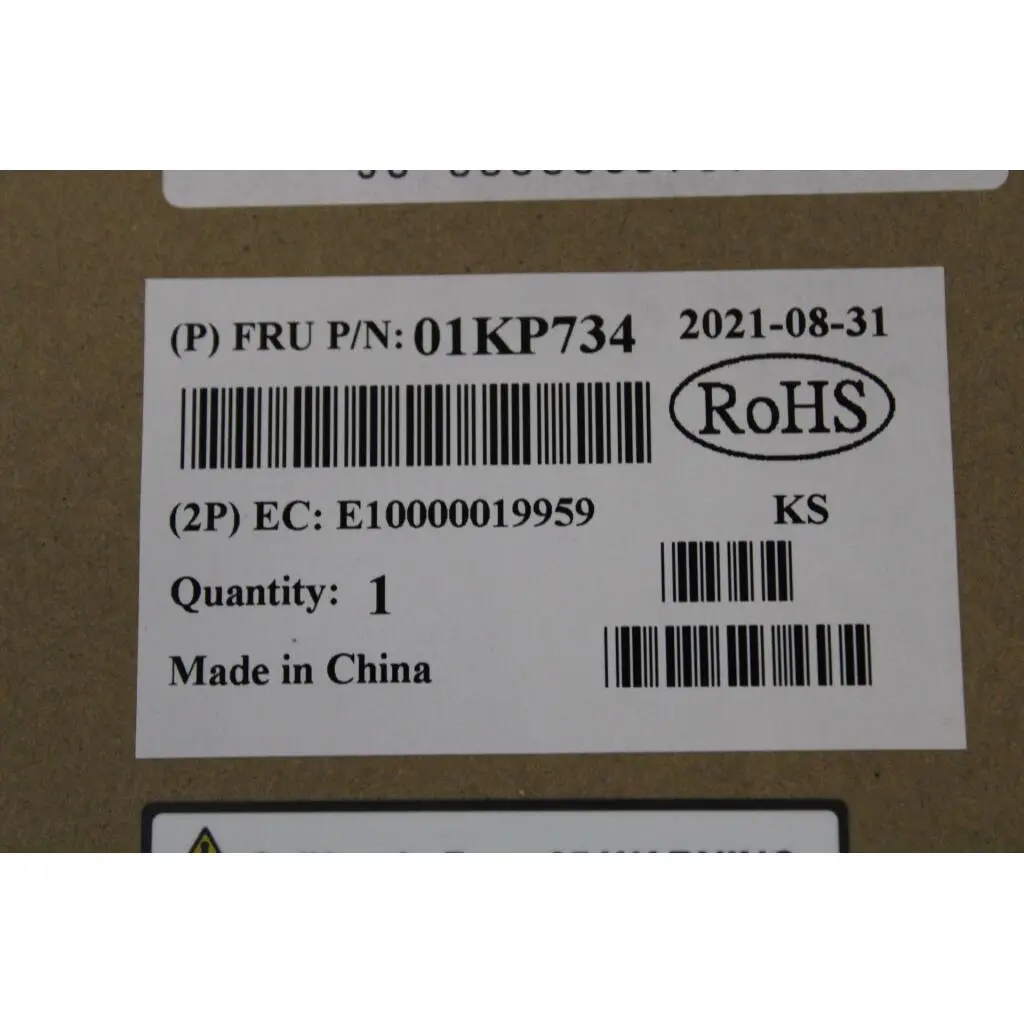 (P) FRU P/N: 01KP734 2021-08-31
RoHS
(2P) EC: E10000019959 KS
Quantity: 1
Made in China